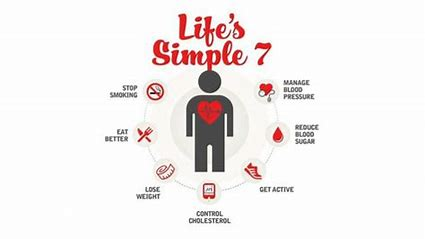 Life's
Simple 7
STOP
SMOKING
MANAGE
BLOOD
PRESSURE
EAT
BETTER
REDUCE
BLOOD
SUGAR
LOSE
WEIGHT
GET ACTIVE
CONTROL
CHOLESTEROL